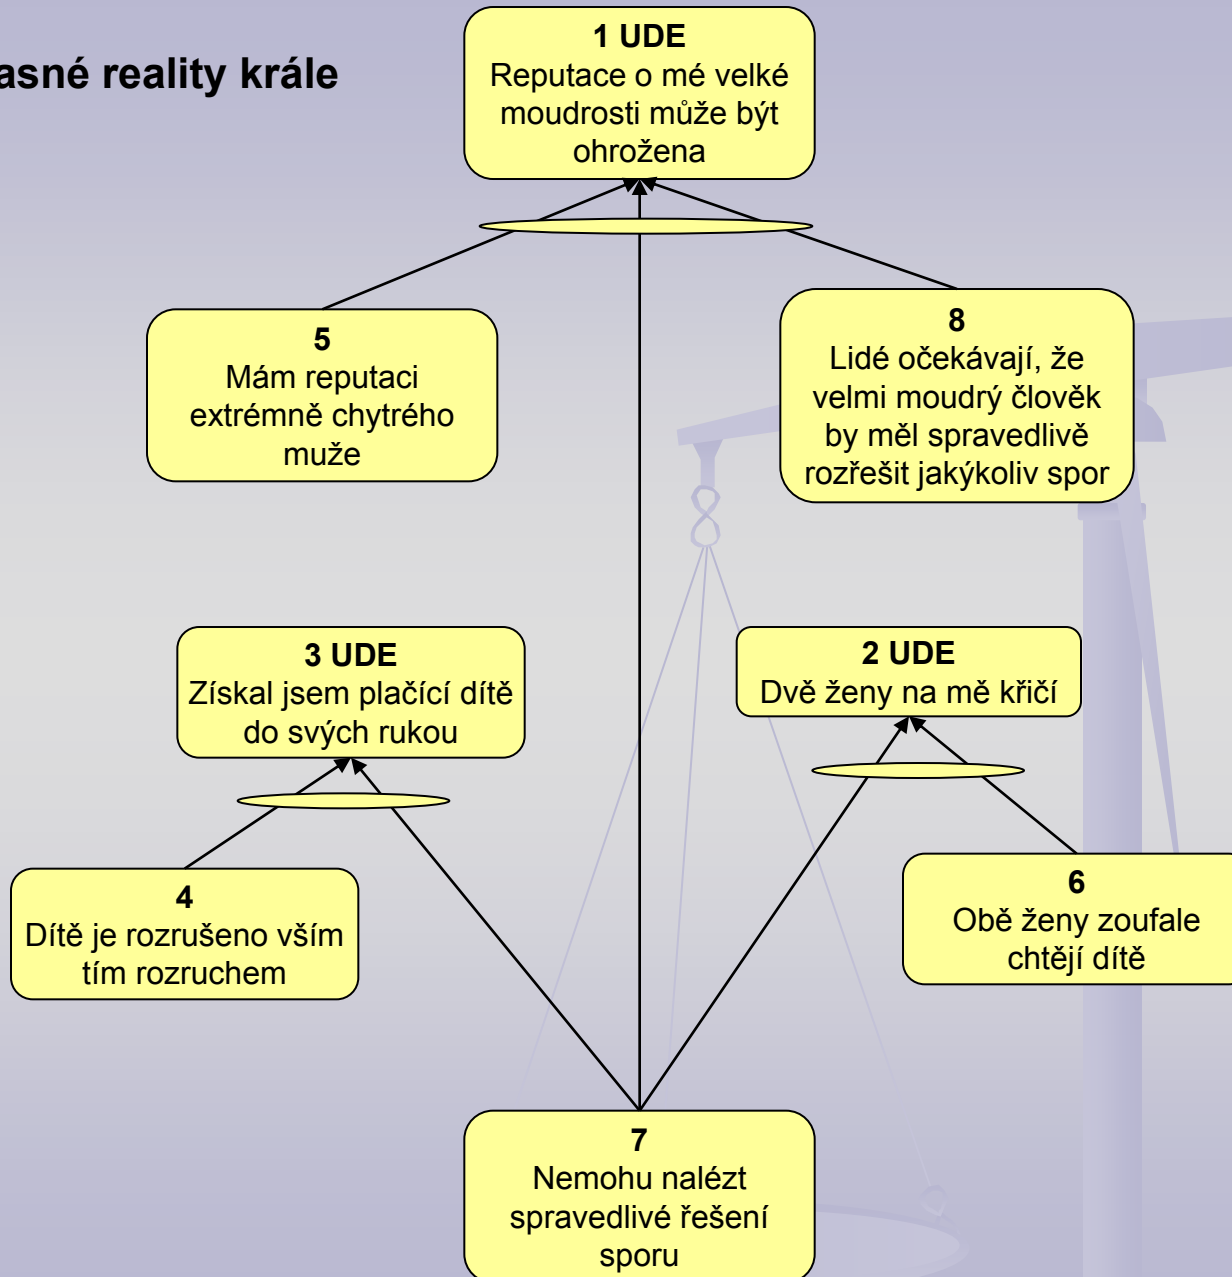 asné reality krále
1 UDE
Reputace o mé velké
moudrosti může být
ohrožena
5
Mám reputaci
extrémně chytrého
muže
8
Lidé očekávají, že
velmi moudrý člověk
by měl spravedlivě
rozřešit jakýkoliv spor
3 UDE
Získal jsem plačící dítě
do svých rukou
2 UDE
Dvě ženy na mě křičí
4
Dítě je rozrušeno vším
tím rozruchem
6
Obě ženy zoufale
chtějí dítě
7
Nemohu nalézt
spravedlivé řešení
sporu